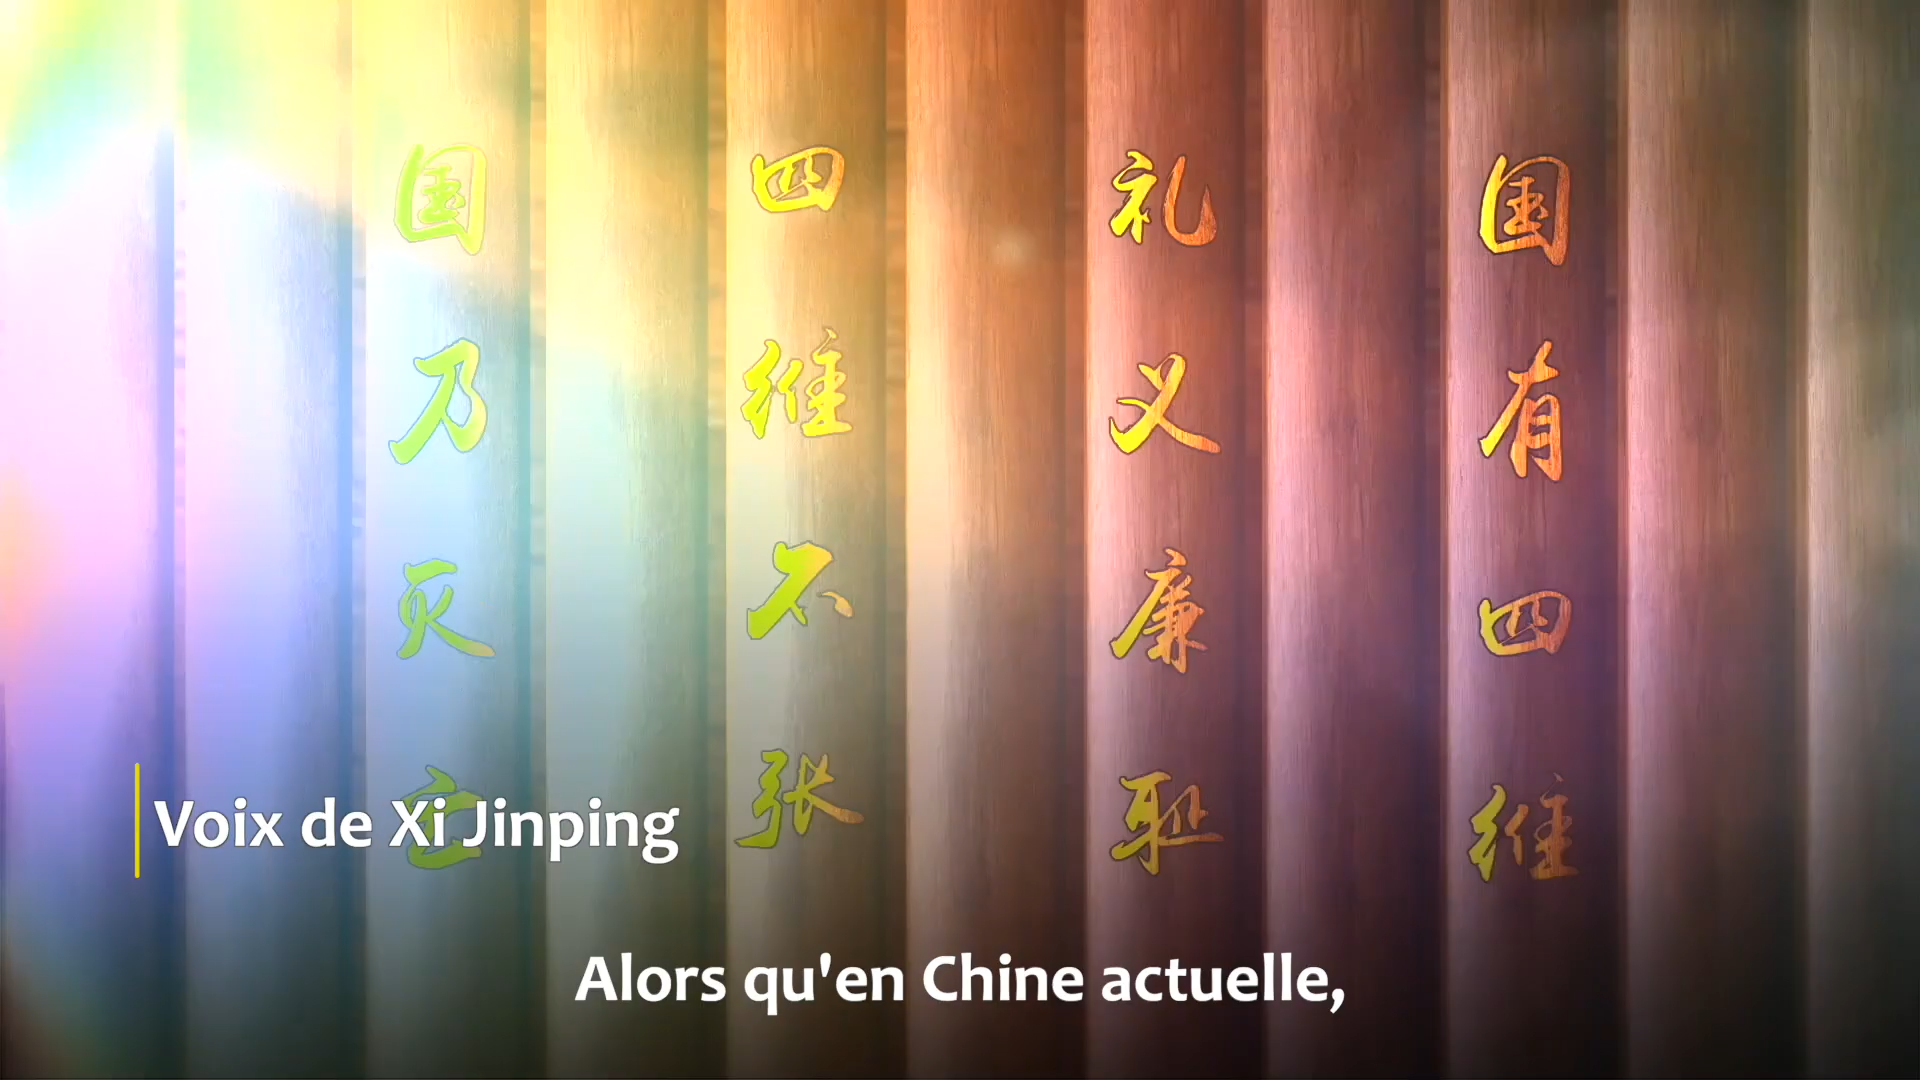 国有四维
礼义廉耻
四维不张
国乃灭亡
Voix de Xi Jinping
Alors qu'en Chine actuelle,